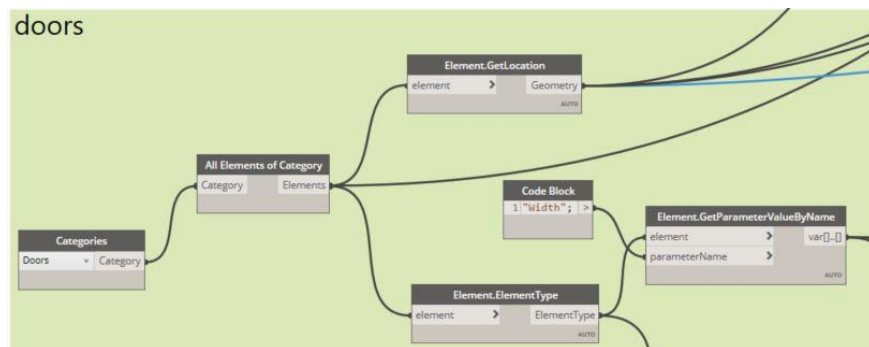 doors
Element.GetLocation
element > Geometry
AUTO
All Elements of Category
Category Elements
Code Block
1 "Width"; >
Element.GetParameterValueByName
element > var[]..[]
parameterName >
AUTO
Categories
Doors Category
Element.ElementType
element > ElementType
AUTO